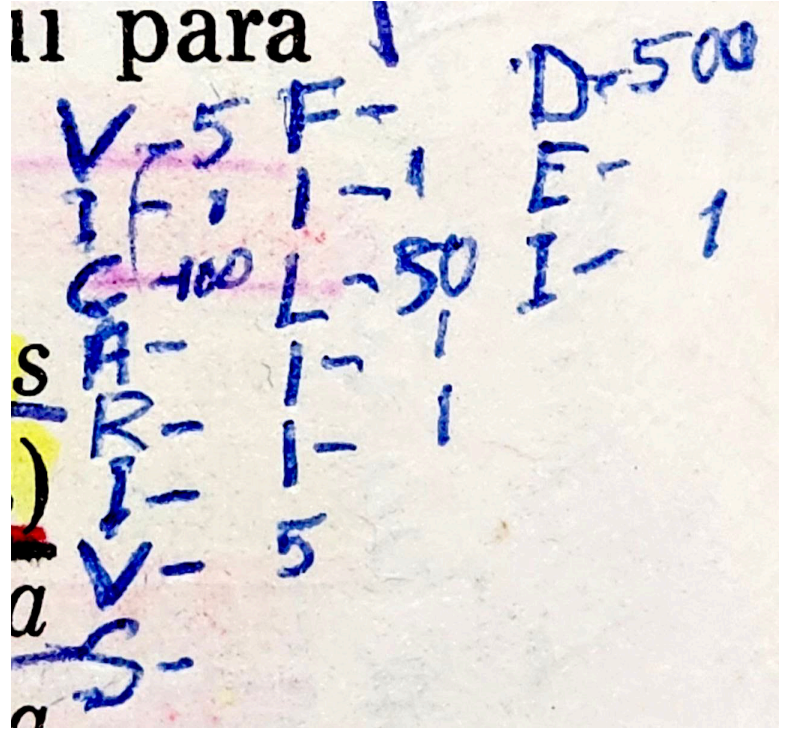 para
V - 5
I - 1
C - 100
A -
R -
I -
V - 5
S -
F -
I - 1
L - 50
I - 1
I - 1
D - 500
E -
I - 1
s
)
a
a